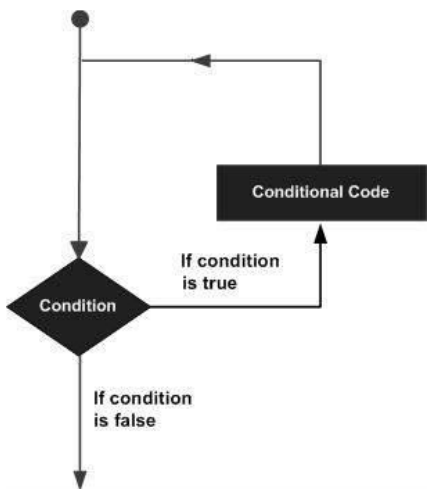 Conditional Code
If condition
is true
Condition
If condition
is false